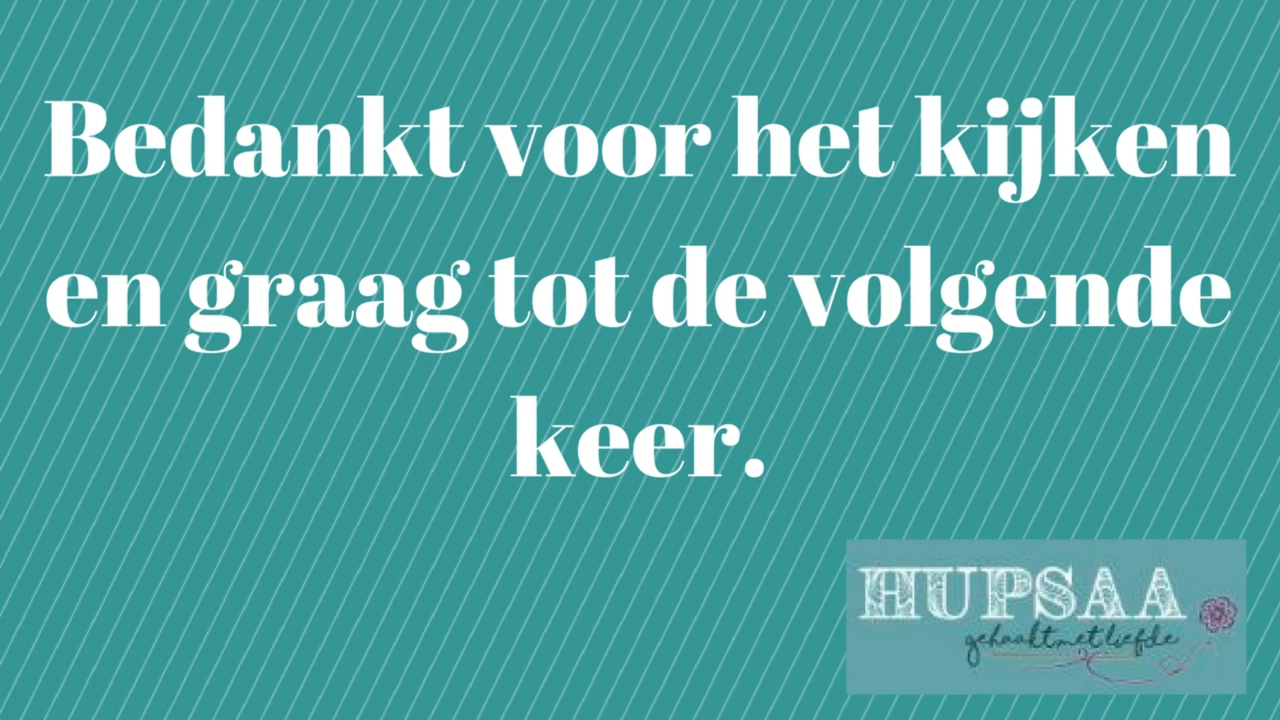 Bedankt voor het kijken
en graag tot de volgende
keer.
HUPSAA
gehaakt met liefde